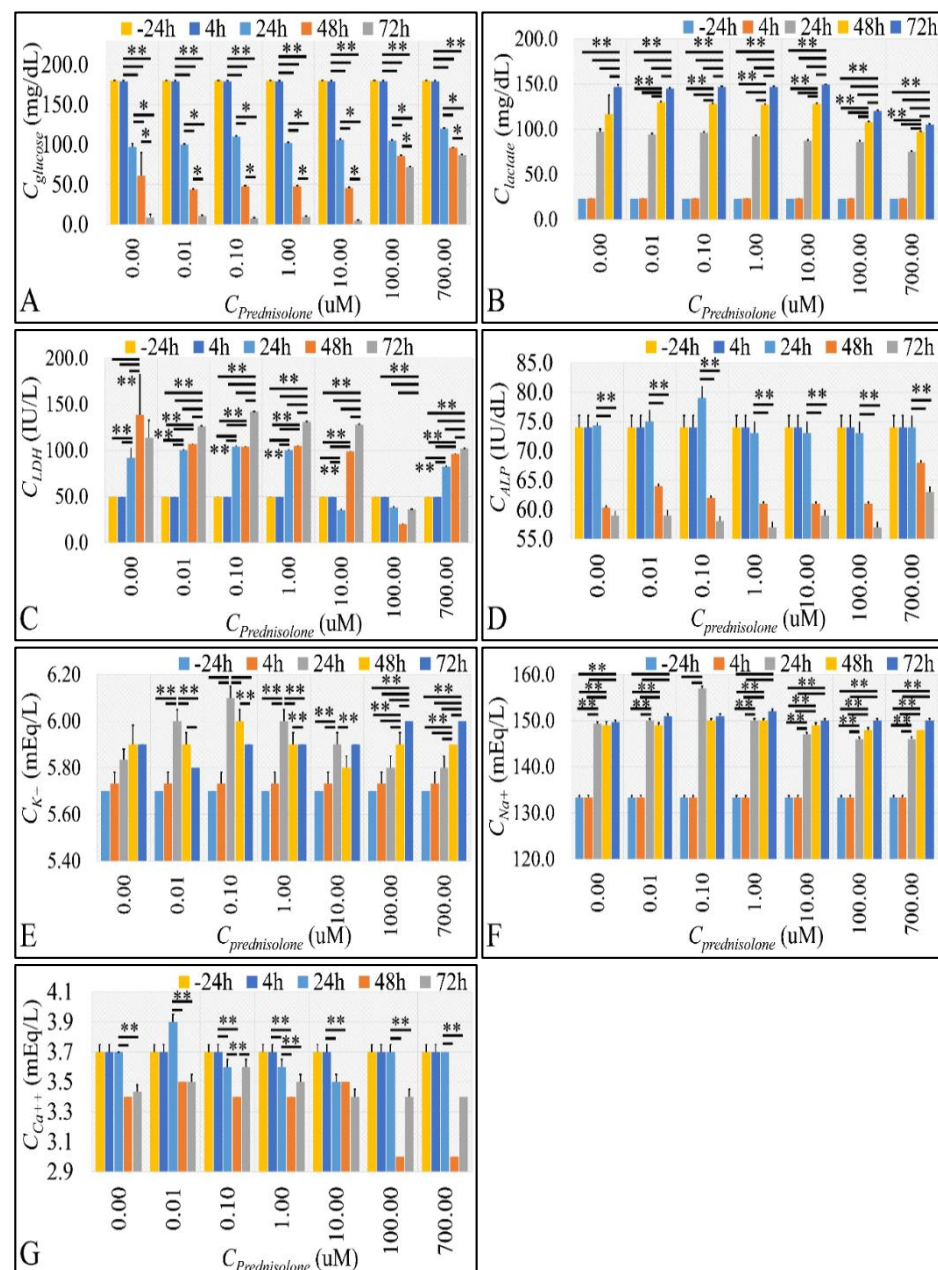 -24h 4h 24h 48h 72h
C_glucose (mg/dL)
200.0
150.0
100.0
50.0
0.0
** ** ** ** ** ** **
* * * * * * *
* * * * * * *
0.00 0.01 0.10 1.00 10.00 100.00 700.00
A
C_Prednisolone (uM)
-24h 4h 24h 48h 72h
C_lactate (mg/dL)
200.0
150.0
100.0
50.0
0.0
** ** ** ** ** ** **
** ** ** ** ** **
0.00 0.01 0.10 1.00 10.00 100.00 700.00
B
C_Prednisolone (uM)
-24h 4h 24h 48h 72h
C_LDH (IU/L)
200.0
150.0
100.0
50.0
0.0
** ** ** ** ** **
** ** ** ** ** **
** ** ** **
0.00 0.01 0.10 1.00 10.00 100.00 700.00
C
C_Prednisolone (uM)
-24h 4h 24h 48h 72h
C_ALP (IU/dL)
85.0
80.0
75.0
70.0
65.0
60.0
55.0
** ** ** ** ** ** **
0.00 0.01 0.10 1.00 10.00 100.00 700.00
D
C_prednisolone (uM)
-24h 4h 24h 48h 72h
C_K− (mEq/L)
6.20
6.00
5.80
5.60
5.40
0.00 0.01 0.10 1.00 10.00 100.00 700.00
E
C_prednisolone (uM)
-24h 4h 24h 48h 72h
C_Na+ (mEq/L)
160.0
150.0
140.0
130.0
120.0
0.00 0.01 0.10 1.00 10.00 100.00 700.00
F
C_prednisolone (uM)
-24h 4h 24h 48h 72h
C_Ca++ (mEq/L)
4.1
3.9
3.7
3.5
3.3
3.1
2.9
0.00 0.01 0.10 1.00 10.00 100.00 700.00
G
C_Prednisolone (uM)